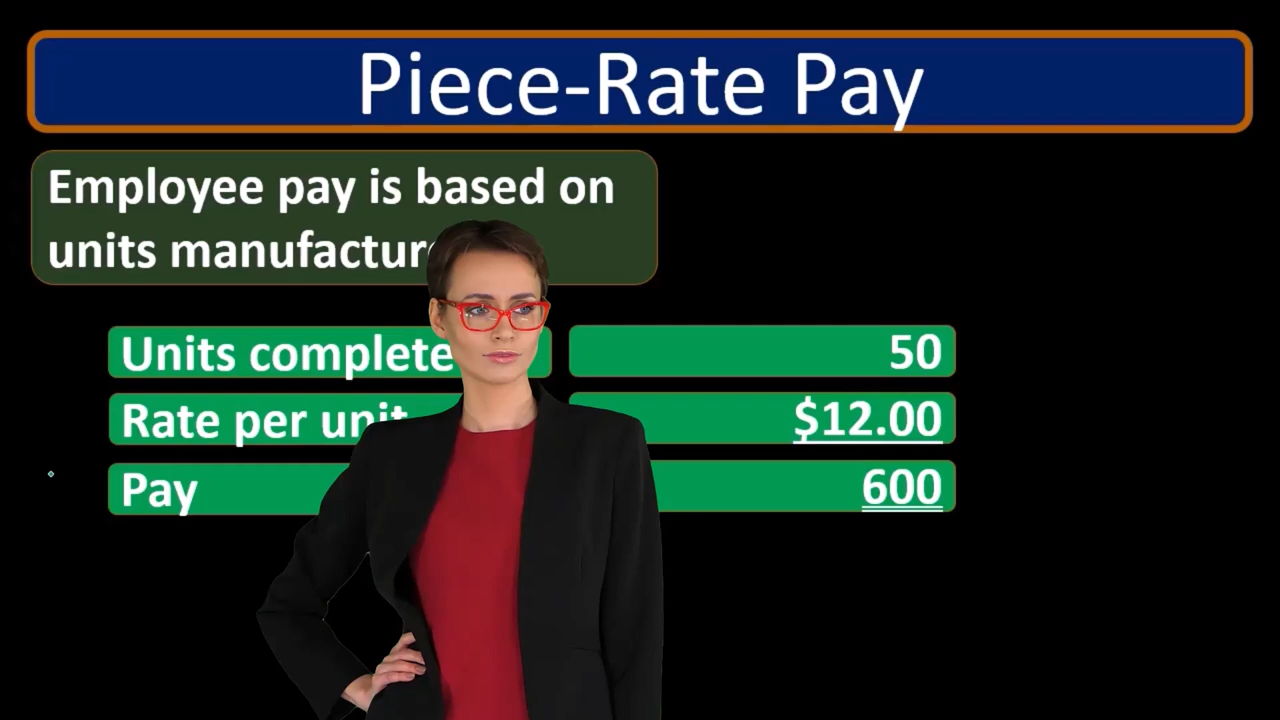 Piece-Rate Pay
Employee pay is based on
units manufactur
Units complete 50
Rate per unit $12.00
Pay 600